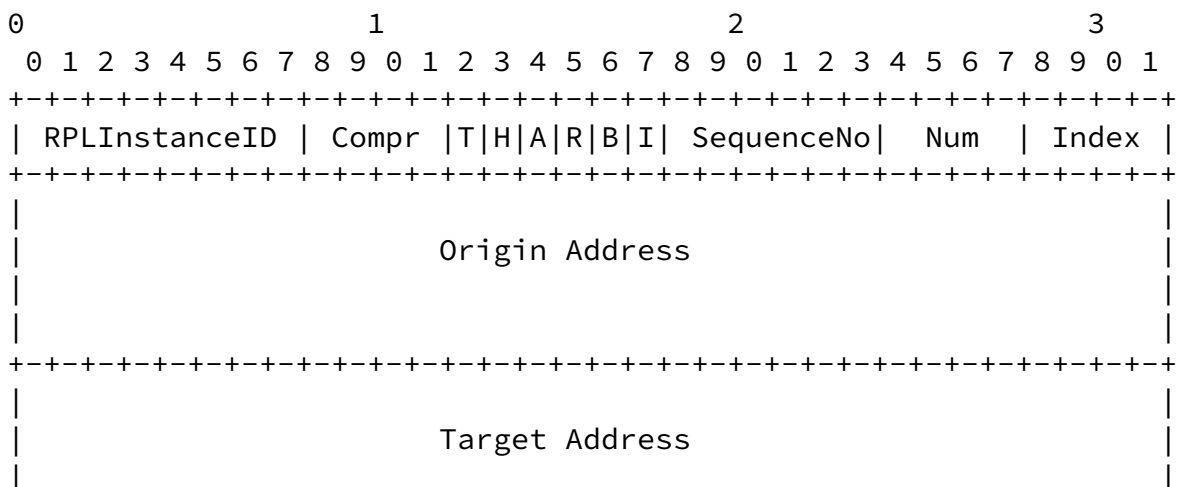 0                   1                   2                   3
 0 1 2 3 4 5 6 7 8 9 0 1 2 3 4 5 6 7 8 9 0 1 2 3 4 5 6 7 8 9 0 1
+-+-+-+-+-+-+-+-+-+-+-+-+-+-+-+-+-+-+-+-+-+-+-+-+-+-+-+-+-+-+-+-+
| RPLInstanceID | Compr |T|H|A|R|B|I| SequenceNo|  Num  | Index |
+-+-+-+-+-+-+-+-+-+-+-+-+-+-+-+-+-+-+-+-+-+-+-+-+-+-+-+-+-+-+-+-+
|                                                               |
|                       Origin Address                          |
|                                                               |
|                                                               |
+-+-+-+-+-+-+-+-+-+-+-+-+-+-+-+-+-+-+-+-+-+-+-+-+-+-+-+-+-+-+-+-+
|                                                               |
|                       Target Address                          |
|                                                               |